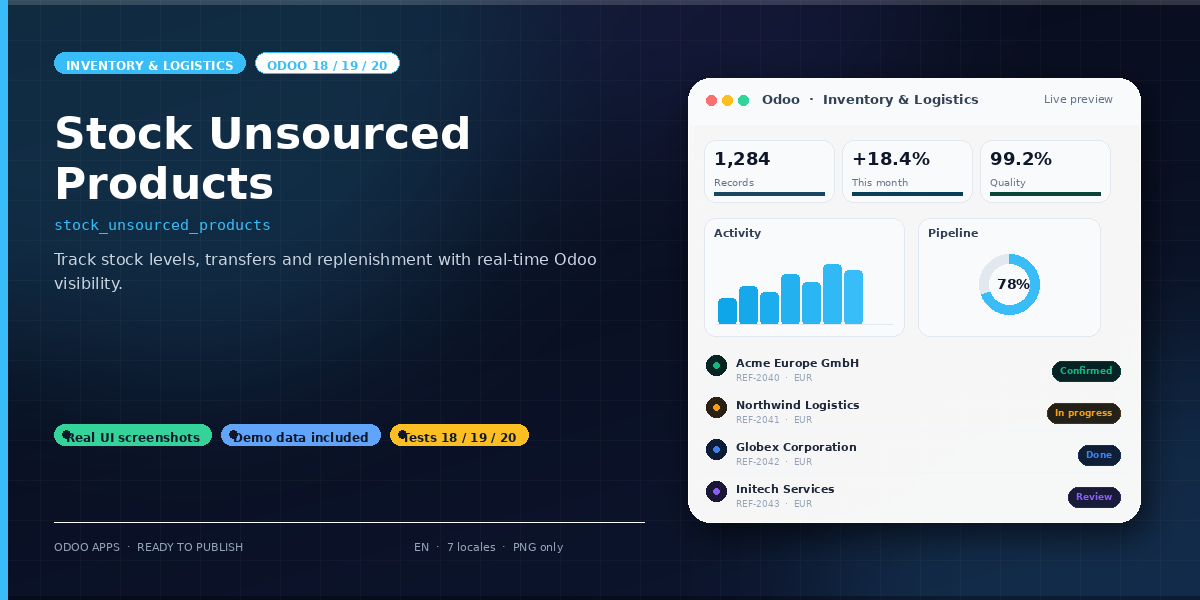 INVENTORY & LOGISTICS
ODOO 18 / 19 / 20
Stock Unsourced
Products
stock_unsourced_products
Track stock levels, transfers and replenishment with real-time Odoo
visibility.
Real UI screenshots
Demo data included
Tests 18 / 19 / 20
ODOO APPS · READY TO PUBLISH
EN · 7 locales · PNG only
Odoo · Inventory & Logistics
Live preview
1,284
Records
+18.4%
This month
99.2%
Quality
Activity
Pipeline
78%
Acme Europe GmbH
REF-2040 · EUR
Confirmed
Northwind Logistics
REF-2041 · EUR
In progress
Globex Corporation
REF-2042 · EUR
Done
Initech Services
REF-2043 · EUR
Review